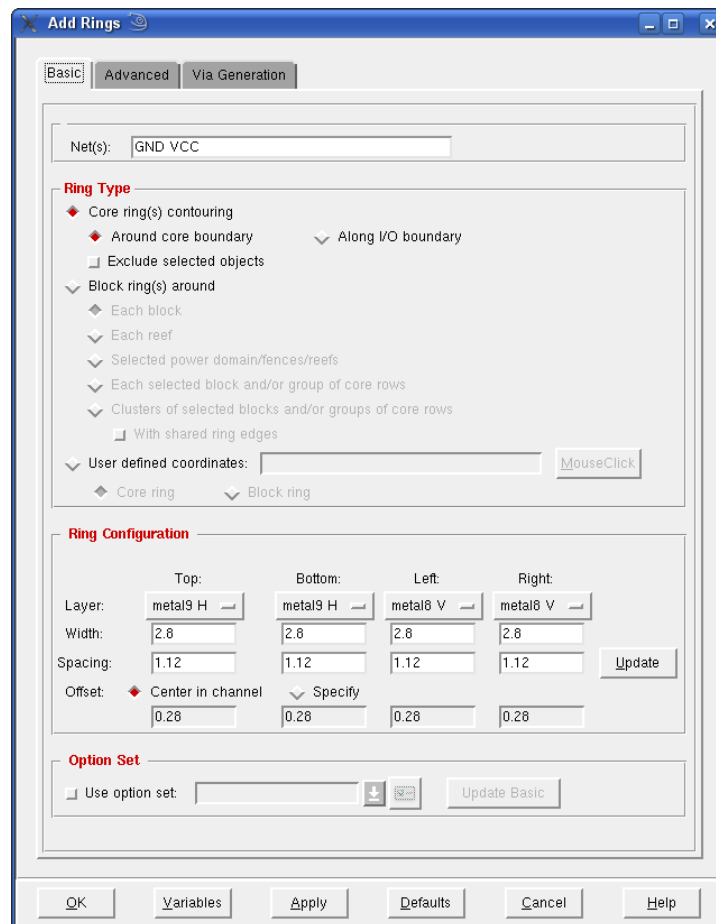 Add Rings
Basic Advanced Via Generation
Net(s): GND VCC
Ring Type
Core ring(s) contouring
Around core boundary Along I/O boundary
Exclude selected objects
Block ring(s) around
Each block
Each reef
Selected power domain/fences/reefs
Each selected block and/or group of core rows
Clusters of selected blocks and/or groups of core rows
With shared ring edges
User defined coordinates: MouseClick
Core ring Block ring
Ring Configuration
Top: Bottom: Left: Right:
Layer: metal9 H metal9 H metal8 V metal8 V
Width: 2.8 2.8 2.8 2.8
Spacing: 1.12 1.12 1.12 1.12 Update
Offset: Center in channel Specify
0.28 0.28 0.28 0.28
Option Set
Use option set: Update Basic
OK Variables Apply Defaults Cancel Help